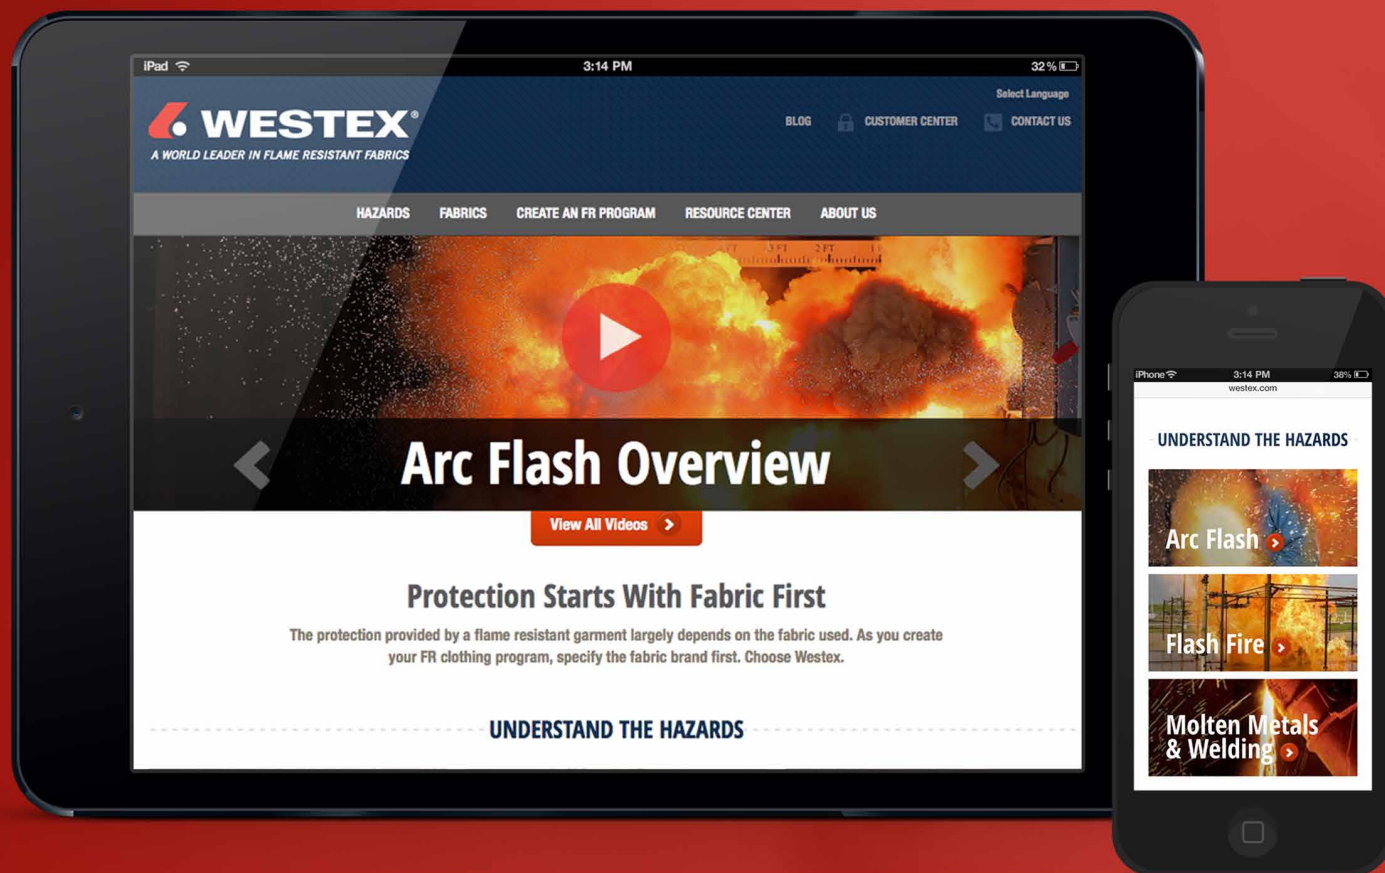 iPad
3:14 PM
32%
Select Language
WESTEX®
BLOG
CUSTOMER CENTER
CONTACT US
A WORLD LEADER IN FLAME RESISTANT FABRICS
HAZARDS
FABRICS
CREATE AN FR PROGRAM
RESOURCE CENTER
ABOUT US
3 FT
2 FT
Arc Flash Overview
View All Videos
Protection Starts With Fabric First
The protection provided by a flame resistant garment largely depends on the fabric used. As you create
your FR clothing program, specify the fabric brand first. Choose Westex.
UNDERSTAND THE HAZARDS
iPhone
3:14 PM
38%
westex.com
UNDERSTAND THE HAZARDS
Arc Flash
Flash Fire
Molten Metals
& Welding